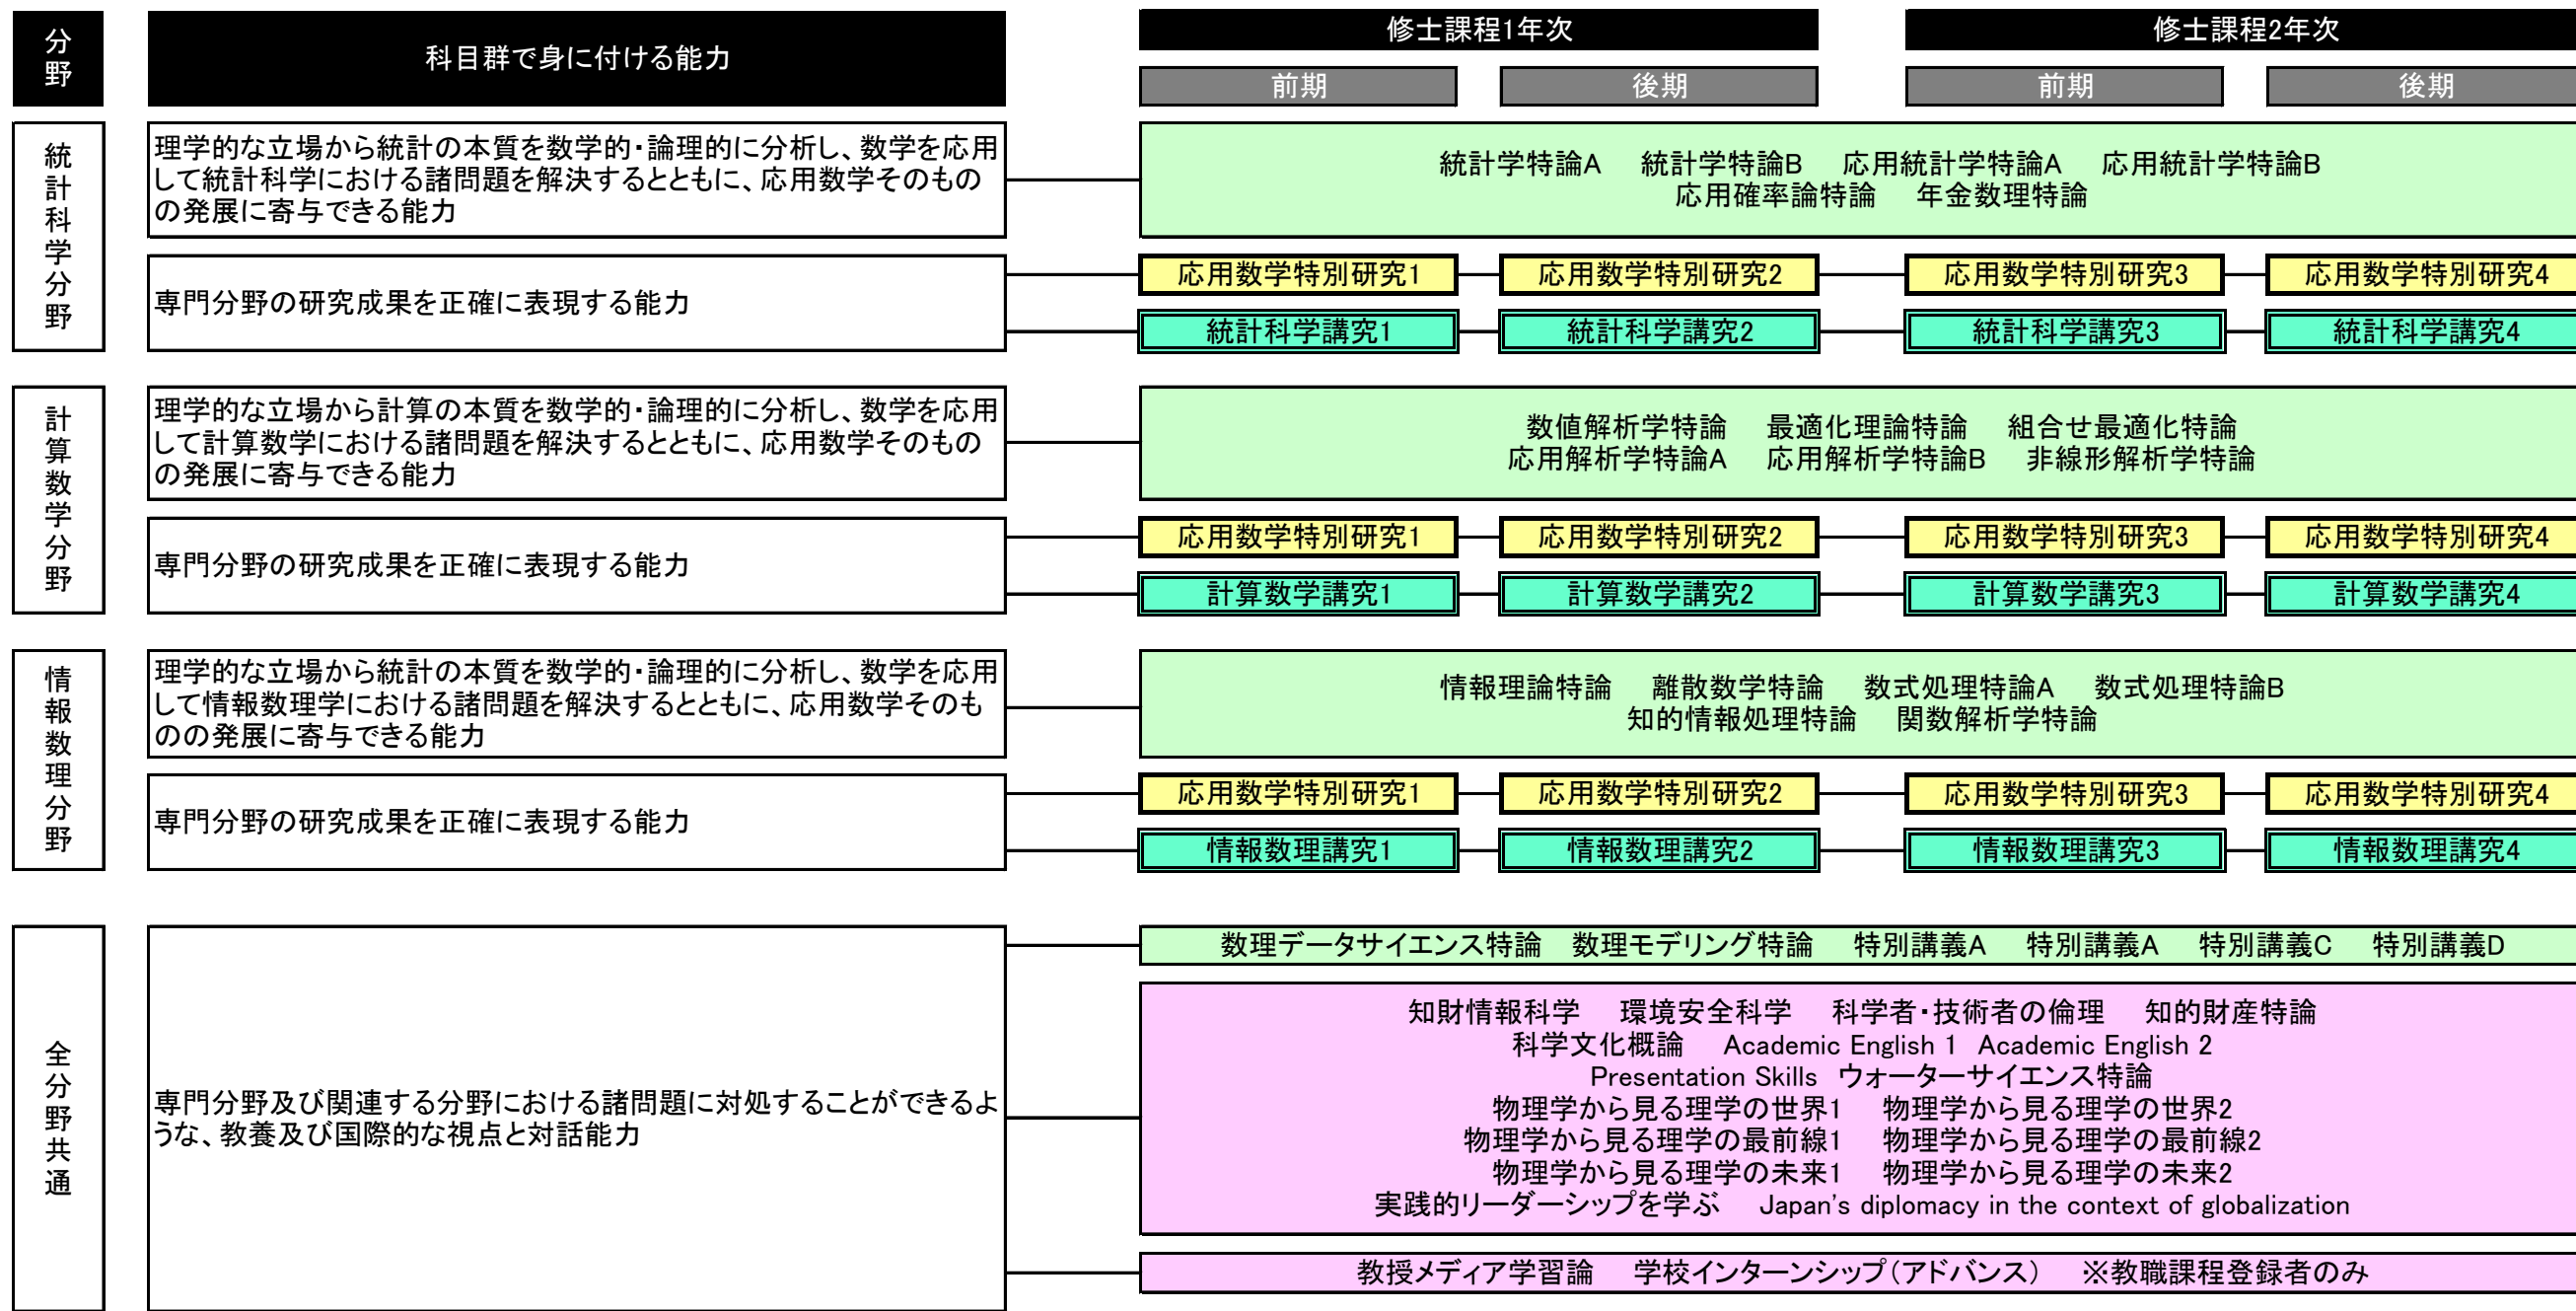 分野
科目群で身に付ける能力
修士課程1年次
修士課程2年次
前期
後期
前期
後期
統計科学分野
理学的な立場から統計の本質を数学的・論理的に分析し、数学を応用
して統計科学における諸問題を解決するとともに、応用数学そのもの
の発展に寄与できる能力
統計学特論A 統計学特論B 応用統計学特論A 応用統計学特論B
応用確率論特論 年金数理特論
専門分野の研究成果を正確に表現する能力
応用数学特別研究1
応用数学特別研究2
応用数学特別研究3
応用数学特別研究4
統計科学講究1
統計科学講究2
統計科学講究3
統計科学講究4
計算数学分野
理学的な立場から計算の本質を数学的・論理的に分析し、数学を応用
して計算数学における諸問題を解決するとともに、応用数学そのもの
の発展に寄与できる能力
数値解析学特論 最適化理論特論 組合せ最適化特論
応用解析学特論A 応用解析学特論B 非線形解析学特論
専門分野の研究成果を正確に表現する能力
応用数学特別研究1
応用数学特別研究2
応用数学特別研究3
応用数学特別研究4
計算数学講究1
計算数学講究2
計算数学講究3
計算数学講究4
情報数理分野
理学的な立場から統計の本質を数学的・論理的に分析し、数学を応用
して情報数理学における諸問題を解決するとともに、応用数学そのも
のの発展に寄与できる能力
情報理論特論 離散数学特論 数式処理特論A 数式処理特論B
知的情報処理特論 関数解析学特論
専門分野の研究成果を正確に表現する能力
応用数学特別研究1
応用数学特別研究2
応用数学特別研究3
応用数学特別研究4
情報数理講究1
情報数理講究2
情報数理講究3
情報数理講究4
全分野共通
専門分野及び関連する分野における諸問題に対処することができるよ
うな、教養及び国際的な視点と対話能力
数理データサイエンス特論 数理モデリング特論 特別講義A 特別講義A 特別講義C 特別講義D
知財情報科学 環境安全科学 科学者・技術者の倫理 知的財産特論
科学文化概論 Academic English 1 Academic English 2
Presentation Skills ウォーターサイエンス特論
物理学から見る理学の世界1 物理学から見る理学の世界2
物理学から見る理学の最前線1 物理学から見る理学の最前線2
物理学から見る理学の未来1 物理学から見る理学の未来2
実践的リーダーシップを学ぶ Japan's diplomacy in the context of globalization
教授メディア学習論 学校インターンシップ(アドバンス) ※教職課程登録者のみ